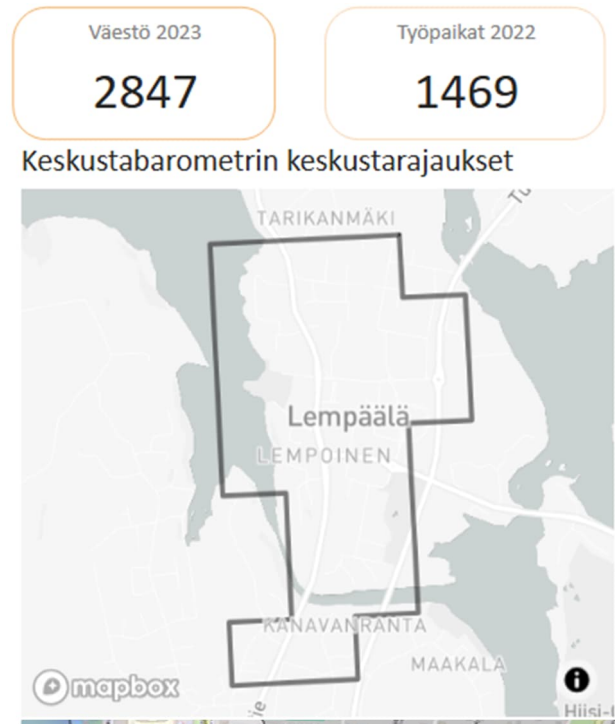 Väestö 2023
2847
Työpaikat 2022
1469
Keskustabarometrin keskustarajaukset
TARIKANMÄKI
Lempäälä
LEMPOINEN
KANAVANRANTA
MAAKALA
mapbox